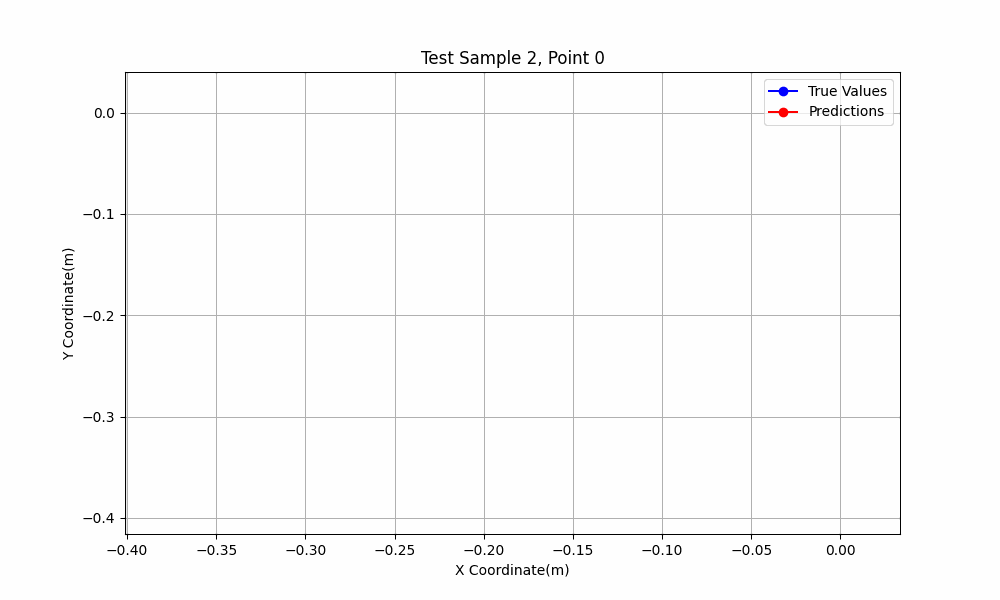 Test Sample 2, Point 0
True Values
Predictions
0.0
−0.1
−0.2
−0.3
−0.4
Y Coordinate(m)
−0.40 −0.35 −0.30 −0.25 −0.20 −0.15 −0.10 −0.05 0.00
X Coordinate(m)